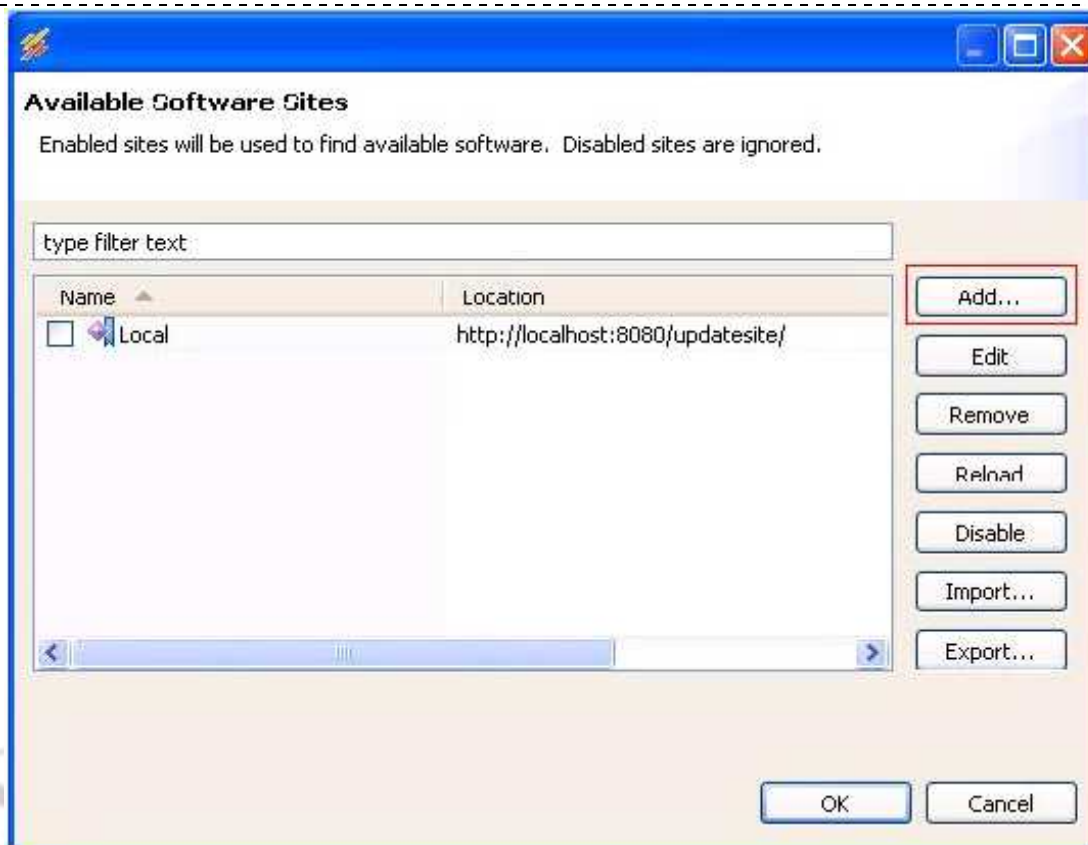 Available Software Sites
Enabled sites will be used to find available software. Disabled sites are ignored.
type filter text
Name Location
Local http://localhost:8080/updatesite/
Add...
Edit
Remove
Reload
Disable
Import...
Export...
OK Cancel